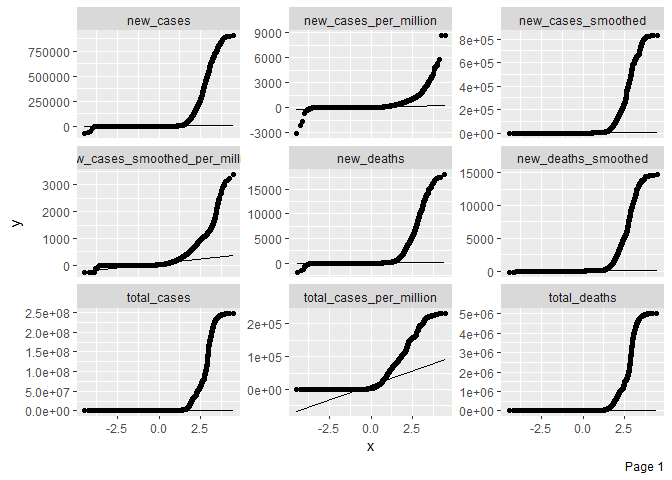 new_cases new_cases_per_million new_cases_smoothed
750000 9000 8e+05
500000 6000 6e+05
250000 3000 4e+05
0 0 2e+05
-3000 0e+00
w_cases_smoothed_per_milli new_deaths new_deaths_smoothed
3000 15000 15000
2000 10000 10000
1000 5000 5000
0 0 0
y
total_cases total_cases_per_million total_deaths
2.5e+08 2e+05 5e+06
2.0e+08 1e+05 4e+06
1.5e+08 0e+00 3e+06
1.0e+08 2e+06
5.0e+07 1e+06
0.0e+00 0e+00
-2.5 0.0 2.5 -2.5 0.0 2.5 -2.5 0.0 2.5
x
Page 1